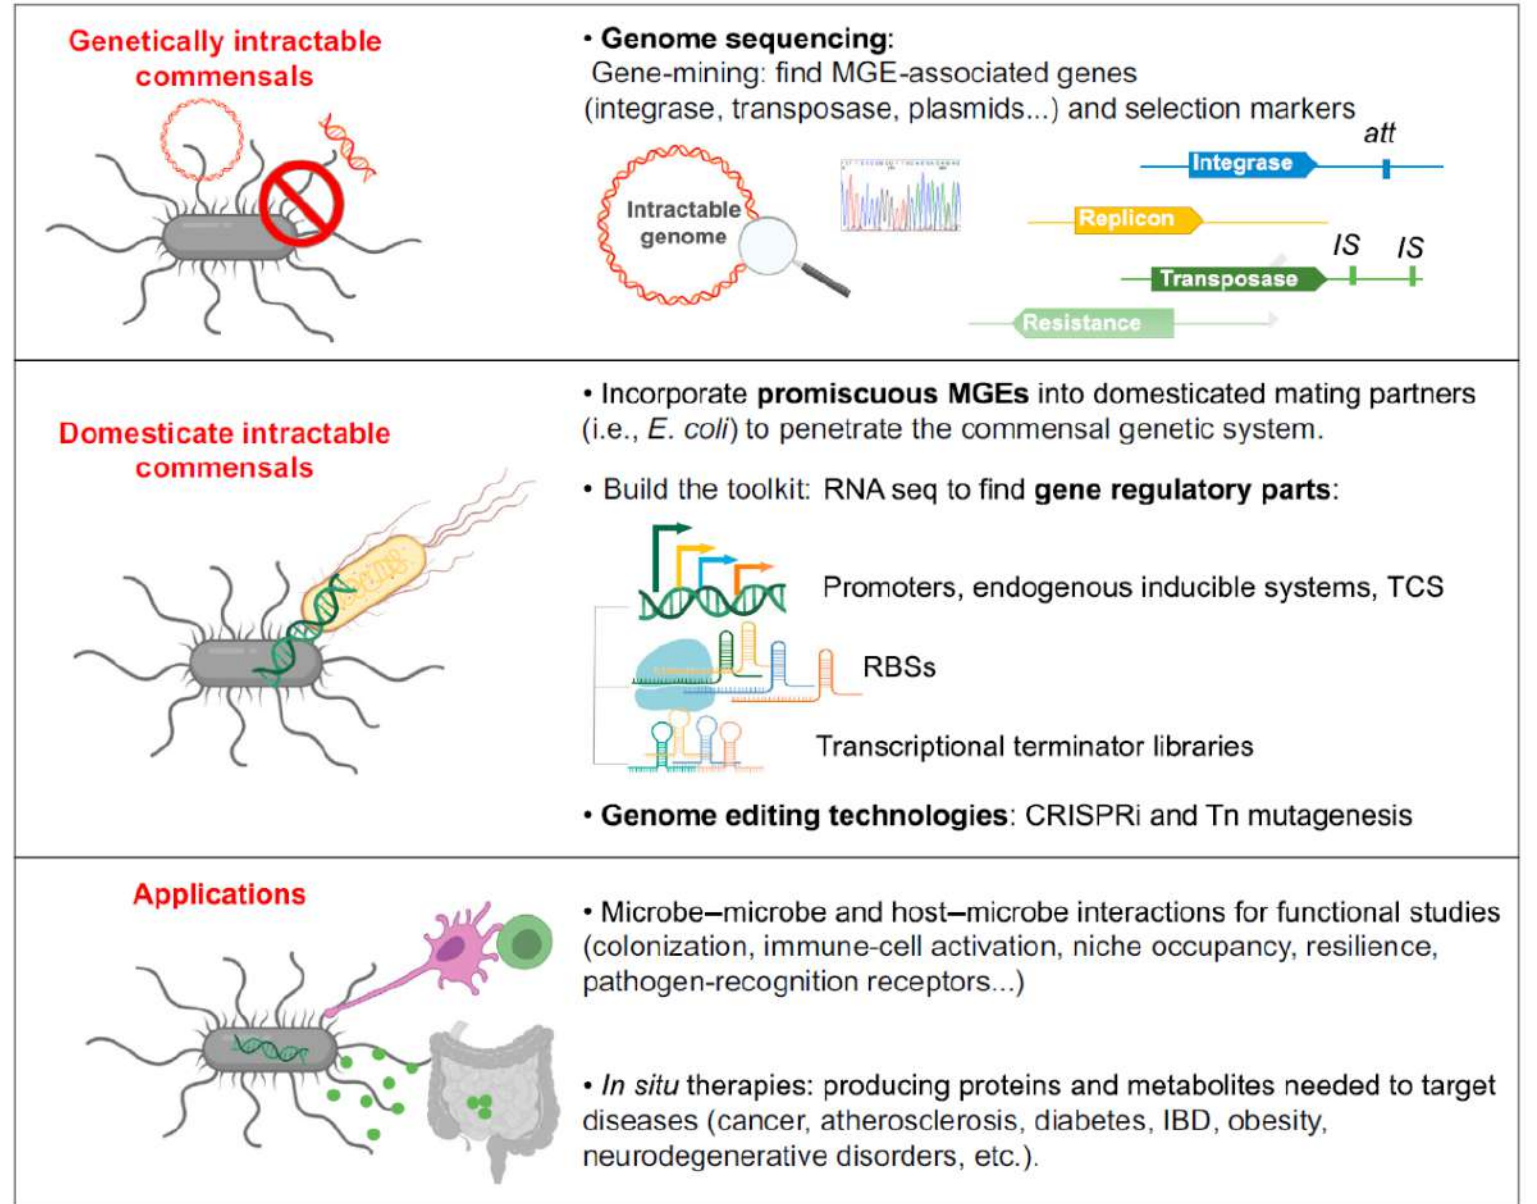 Genetically intractable
commensals
• Genome sequencing:
Gene-mining: find MGE-associated genes
(integrase, transposase, plasmids...) and selection markers
Intractable
genome
att
Integrase
Replicon
IS IS
Transposase
Resistance
Domesticate intractable
commensals
• Incorporate promiscuous MGEs into domesticated mating partners
(i.e., E. coli) to penetrate the commensal genetic system.
• Build the toolkit: RNA seq to find gene regulatory parts:
Promoters, endogenous inducible systems, TCS
RBSs
Transcriptional terminator libraries
• Genome editing technologies: CRISPRi and Tn mutagenesis
Applications
• Microbe–microbe and host–microbe interactions for functional studies
(colonization, immune-cell activation, niche occupancy, resilience,
pathogen-recognition receptors...)
• In situ therapies: producing proteins and metabolites needed to target
diseases (cancer, atherosclerosis, diabetes, IBD, obesity,
neurodegenerative disorders, etc.).